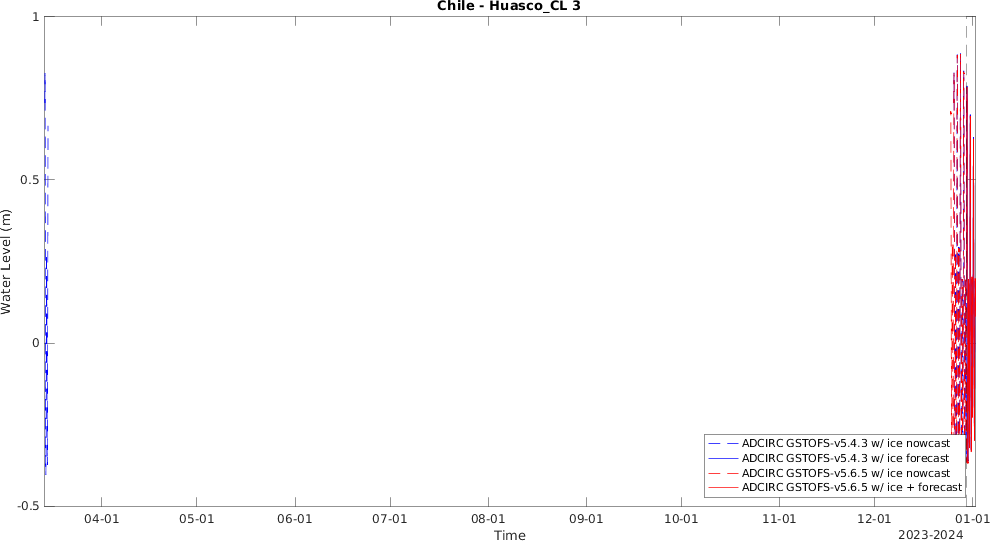 Chile - Huasco_CL 3
1
0.5
0
-0.5
Water Level (m)
04-01 05-01 06-01 07-01 08-01 09-01 10-01 11-01 12-01 01-01
2023-2024
Time
ADCIRC GSTOFS-v5.4.3 w/ ice nowcast
ADCIRC GSTOFS-v5.4.3 w/ ice forecast
ADCIRC GSTOFS-v5.6.5 w/ ice nowcast
ADCIRC GSTOFS-v5.6.5 w/ ice + forecast